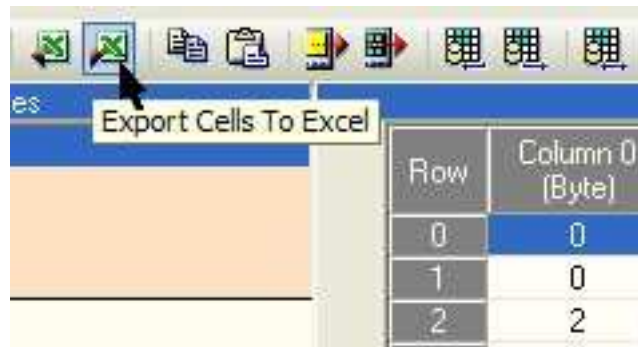 es
Export Cells To Excel
Row
Column 0
(Byte)
0 0
1 0
2 2